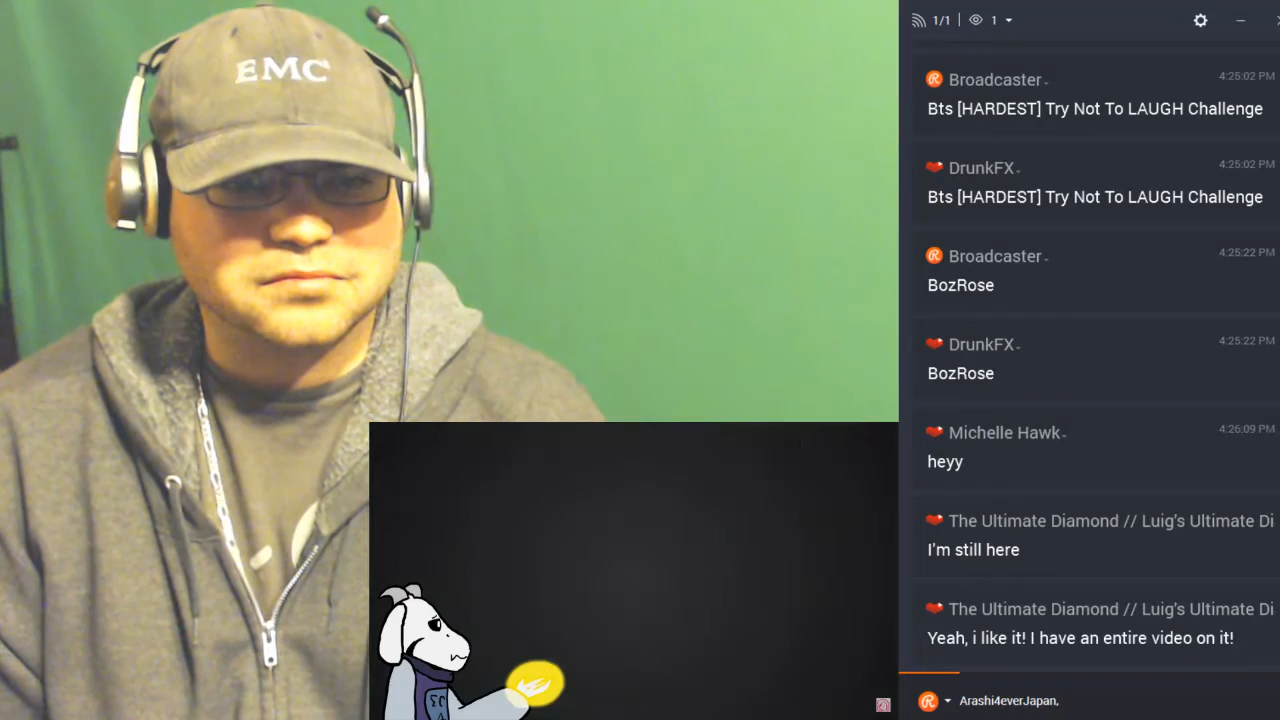 EMC
1/1
1
Broadcaster
4:25:02 PM
Bts [HARDEST] Try Not To LAUGH Challenge
DrunkFX
4:25:02 PM
Bts [HARDEST] Try Not To LAUGH Challenge
Broadcaster
4:25:22 PM
BozRose
DrunkFX
4:25:22 PM
BozRose
Michelle Hawk
4:26:09 PM
heyy
The Ultimate Diamond // Luig's Ultimate Di
I'm still here
The Ultimate Diamond // Luig's Ultimate Di
Yeah, i like it! I have an entire video on it!
Arashi4everJapan,